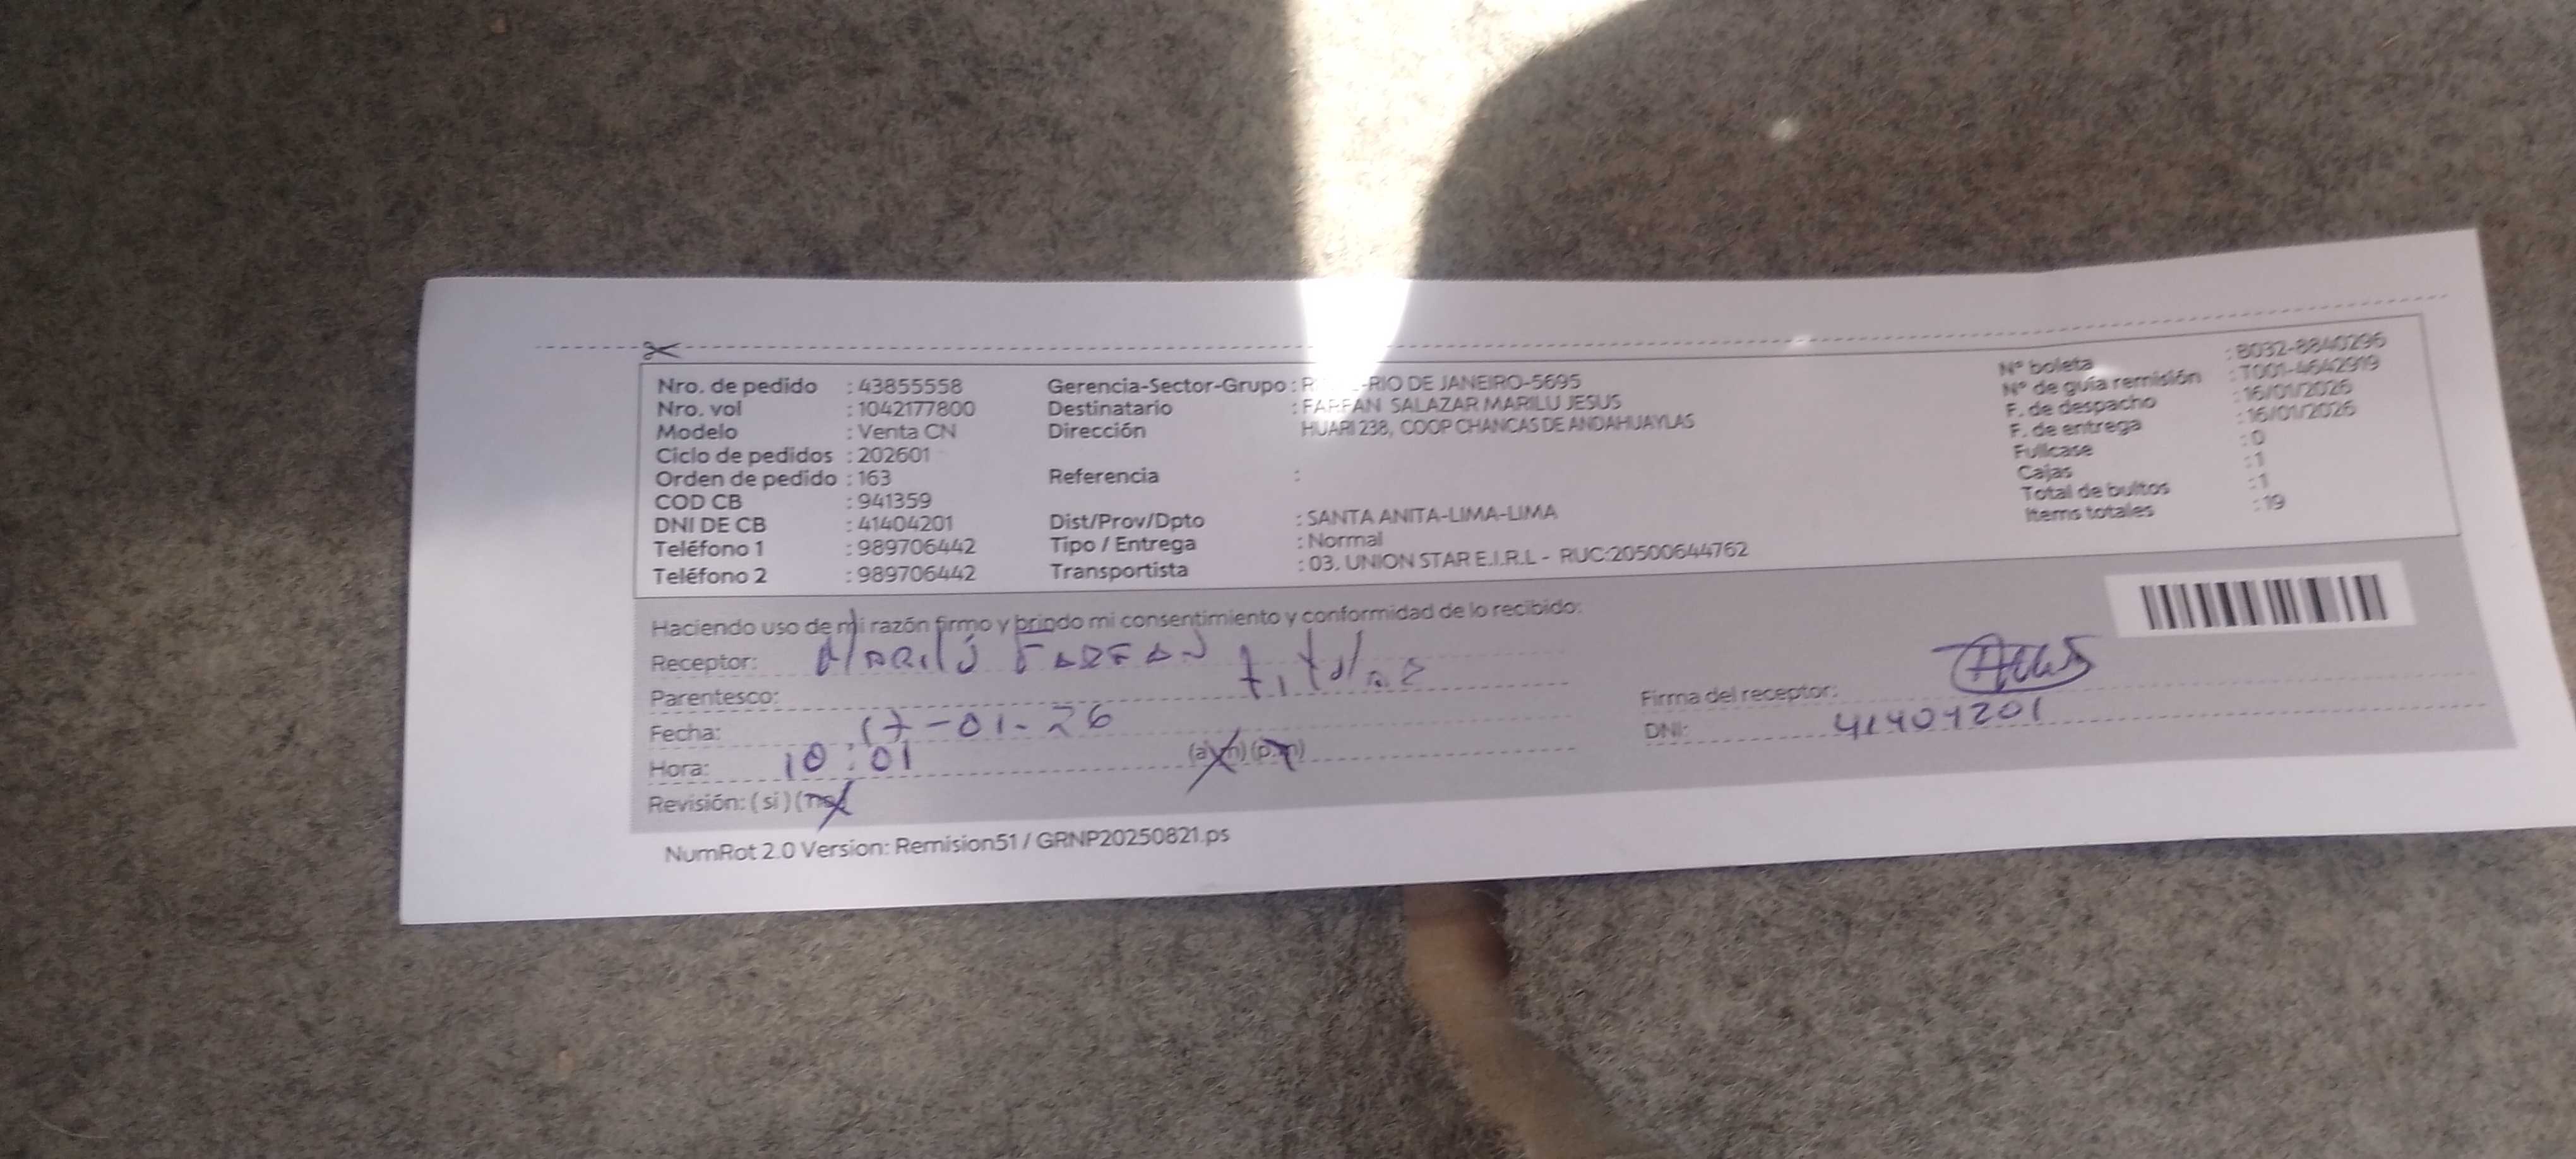 Nro. de pedido : 43855558
Nro. vol : 1042177800
Modelo : Venta CN
Ciclo de pedidos : 202601
Orden de pedido : 163
COD CB : 941359
DNI DE CB : 41404201
Teléfono 1 : 989706442
Teléfono 2 : 989706442
Gerencia-Sector-Grupo : -RIO DE JANEIRO-5695
Destinatario : FARFAN SALAZAR MARILU JESUS
Dirección HUARI 238, COOP CHANCAS DE ANDAHUAYLAS
Referencia :
Dist/Prov/Dpto : SANTA ANITA-LIMA-LIMA
Tipo / Entrega : Normal
Transportista : 03. UNION STAR E.I.R.L - RUC:20500644762
N° boleta : B032-8840296
N° de guía remisión : T001-4642919
F. de despacho : 16/01/2026
F. de entrega : 16/01/2026
Fullcase : 0
Cajas : 1
Total de bultos : 1
Items totales : 19
Haciendo uso de mi razón firmo y brindo mi consentimiento y conformidad de lo recibido:
Receptor: MARILÚ FARFAN titular
Parentesco:
Fecha: 17-01-26
Hora: 10:01 (a.m) (p.m)
Revisión: (si) (no)
Firma del receptor:
DNI: 41404201
NumRot 2.0 Version: Remision51 / GRNP20250821.ps